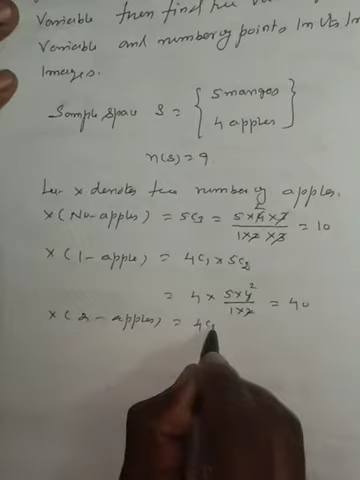 Variable then find the
Variable and number of points in its
Images.
Sample space S = { 5 mangos
4 apples }
n(s) = 9
Let x denotes the number of apples.
x (No-apples) = 5C3 = 5×4×3 / 1×2×3 = 10
x (1-apple) = 4C1 × 5C2
= 4 × 5×4² / 1×2 = 40
x (2-apples) = 4C